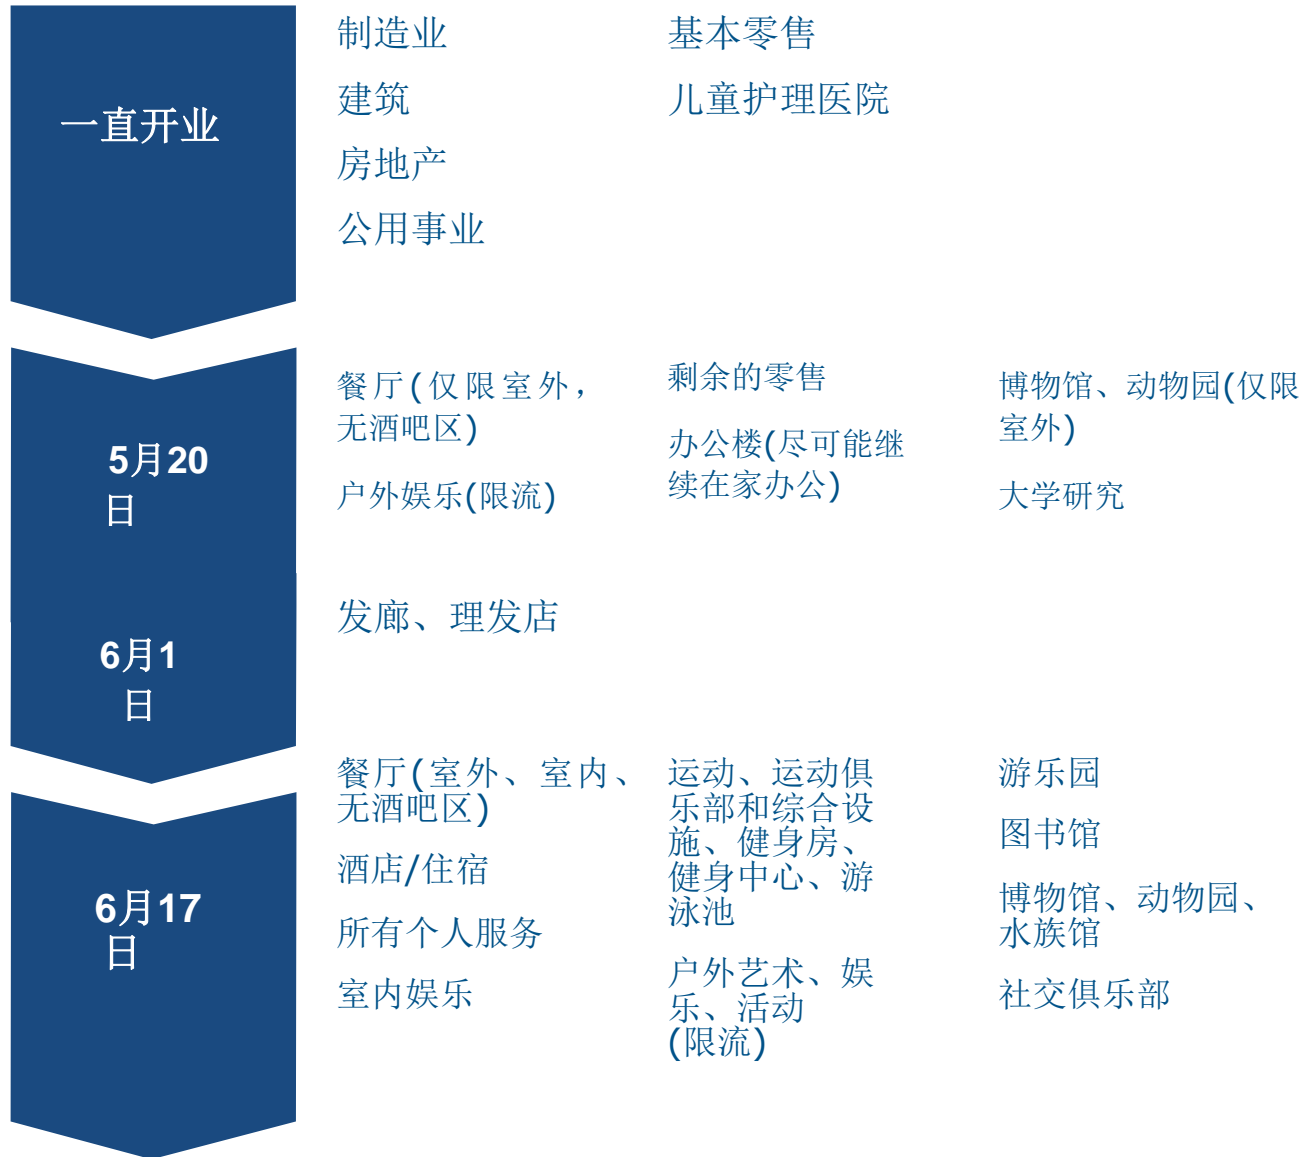 一直开业
制造业
建筑
房地产
公用事业
基本零售
儿童护理医院
5月20
日
餐厅(仅限室外，
无酒吧区)
户外娱乐(限流)
剩余的零售
办公楼(尽可能继
续在家办公)
博物馆、动物园(仅限
室外)
大学研究
6月1
日
发廊、理发店
6月17
日
餐厅(室外、室内、
无酒吧区)
酒店/住宿
所有个人服务
室内娱乐
运动、运动俱
乐部和综合设
施、健身房、
健身中心、游
泳池
户外艺术、娱
乐、活动
(限流)
游乐园
图书馆
博物馆、动物园、
水族馆
社交俱乐部